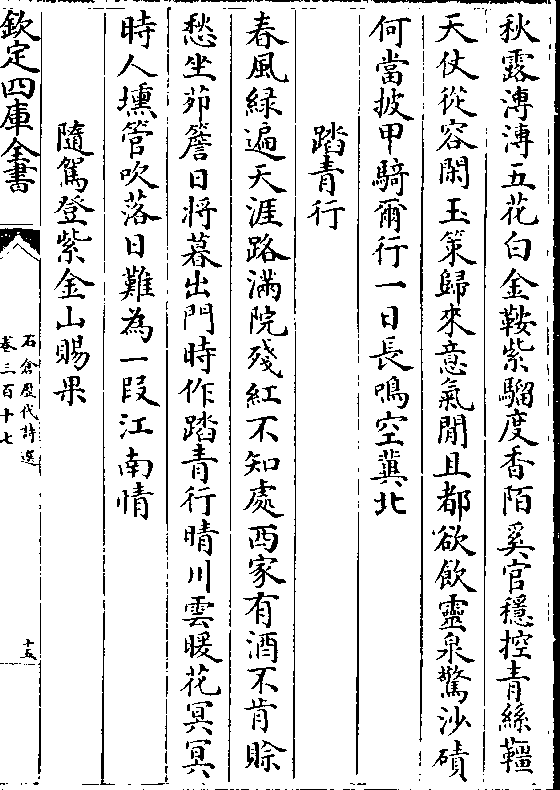 秋露漙漙五花白金鞍紫騮度香陌奚官穩控青絲韁
天仗從容閑玉策歸來意氣閒且都欲飲靈泉驚沙磧
何當披甲騎爾行一日長鳴空冀北
踏青行
春風緑遍天涯路滿院殘紅不知處西家有酒不肯賒
愁坐茆簷日將暮出門時作踏青行晴川雲暖花冥冥
時人壎管吹落日難為一段江南情
隨駕登紫金山賜果
欽定四庫全書
石倉歷代詩選
卷三百十七
十五